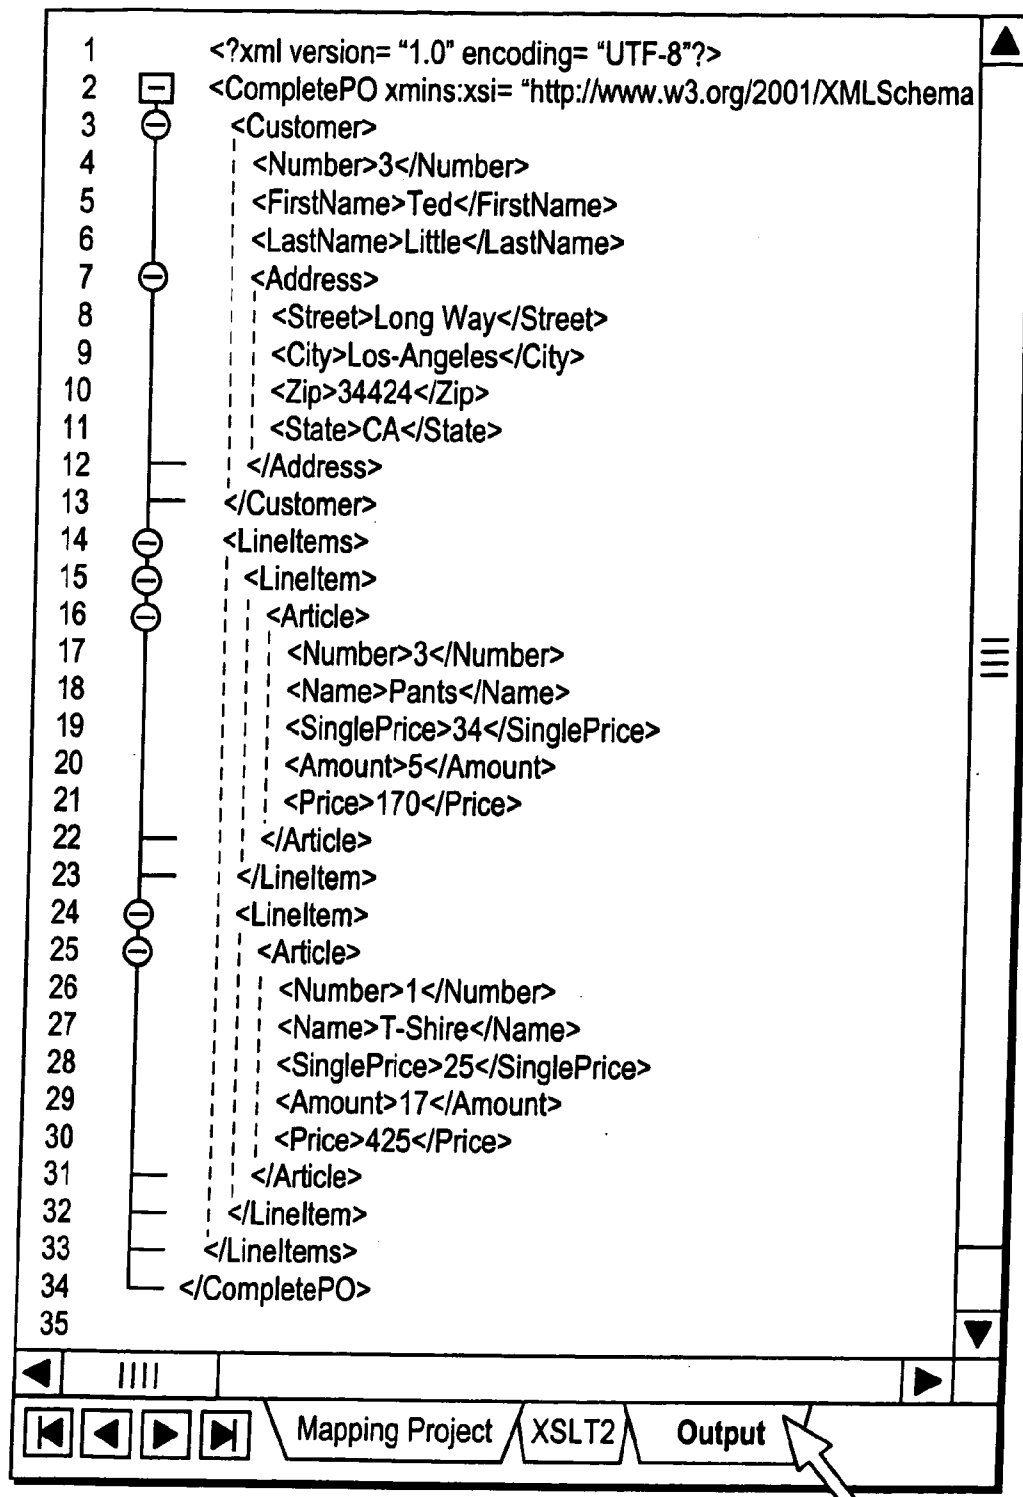 1 <?xml version= “1.0” encoding= “UTF-8”?>
2 <CompletePO xmins:xsi= “http://www.w3.org/2001/XMLSchema
3 <Customer>
4 <Number>3</Number>
5 <FirstName>Ted</FirstName>
6 <LastName>Little</LastName>
7 <Address>
8 <Street>Long Way</Street>
9 <City>Los-Angeles</City>
10 <Zip>34424</Zip>
11 <State>CA</State>
12 </Address>
13 </Customer>
14 <LineItems>
15 <LineItem>
16 <Article>
17 <Number>3</Number>
18 <Name>Pants</Name>
19 <SinglePrice>34</SinglePrice>
20 <Amount>5</Amount>
21 <Price>170</Price>
22 </Article>
23 </LineItem>
24 <LineItem>
25 <Article>
26 <Number>1</Number>
27 <Name>T-Shire</Name>
28 <SinglePrice>25</SinglePrice>
29 <Amount>17</Amount>
30 <Price>425</Price>
31 </Article>
32 </LineItem>
33 </LineItems>
34 </CompletePO>
35
Mapping Project XSLT2 Output